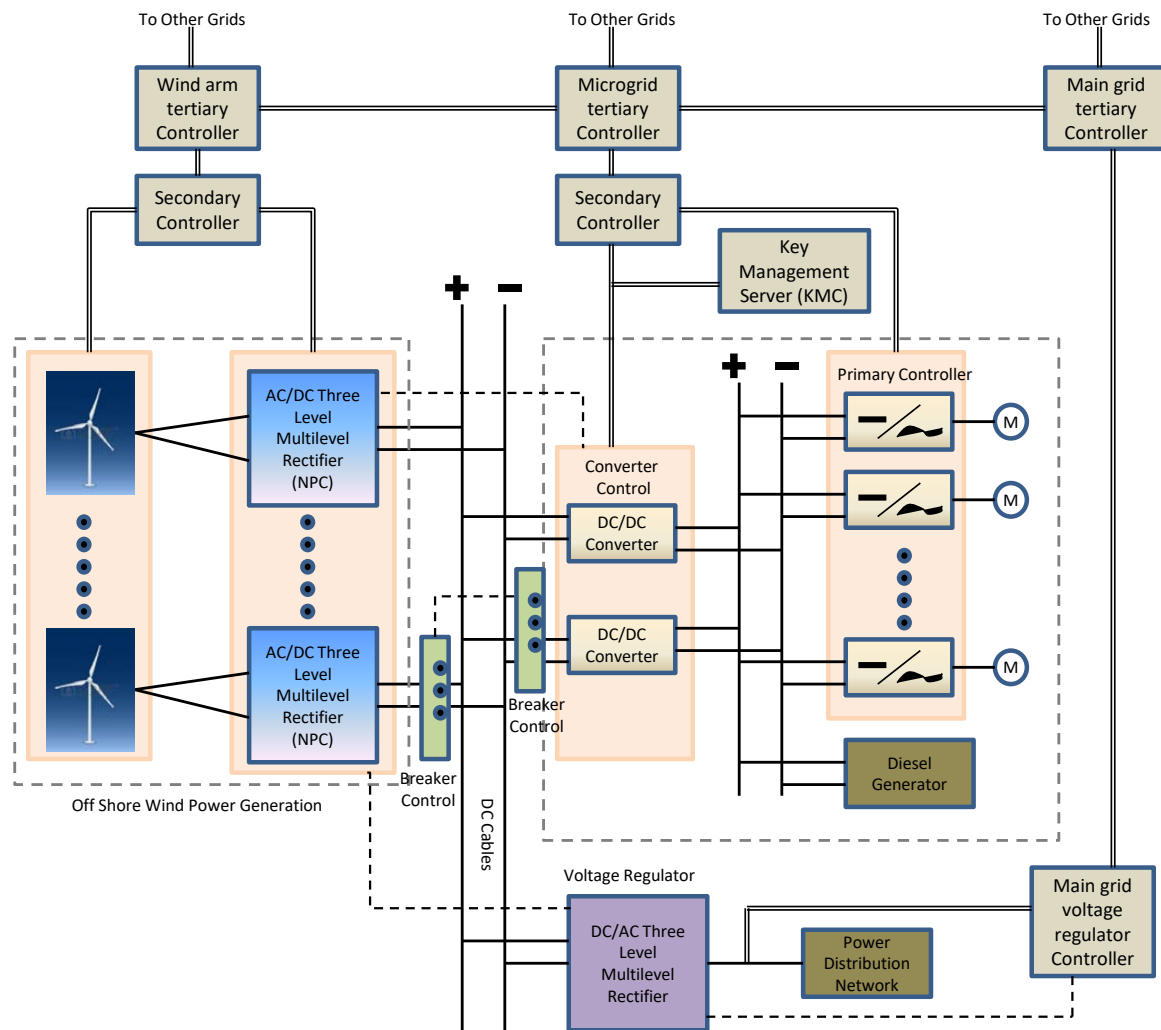 To Other Grids
To Other Grids
To Other Grids
Wind arm
tertiary
Controller
Microgrid
tertiary
Controller
Main grid
tertiary
Controller
Secondary
Controller
Secondary
Controller
Key
Management
Server (KMC)
+
−
+
−
Primary Controller
AC/DC Three
Level
Multilevel
Rectifier
(NPC)
M
Converter
Control
M
DC/DC
Converter
AC/DC Three
Level
Multilevel
Rectifier
(NPC)
DC/DC
Converter
M
Breaker
Control
Breaker
Control
Diesel
Generator
Off Shore Wind Power Generation
DC Cables
Voltage Regulator
DC/AC Three
Level
Multilevel
Rectifier
Power
Distribution
Network
Main grid
voltage
regulator
Controller